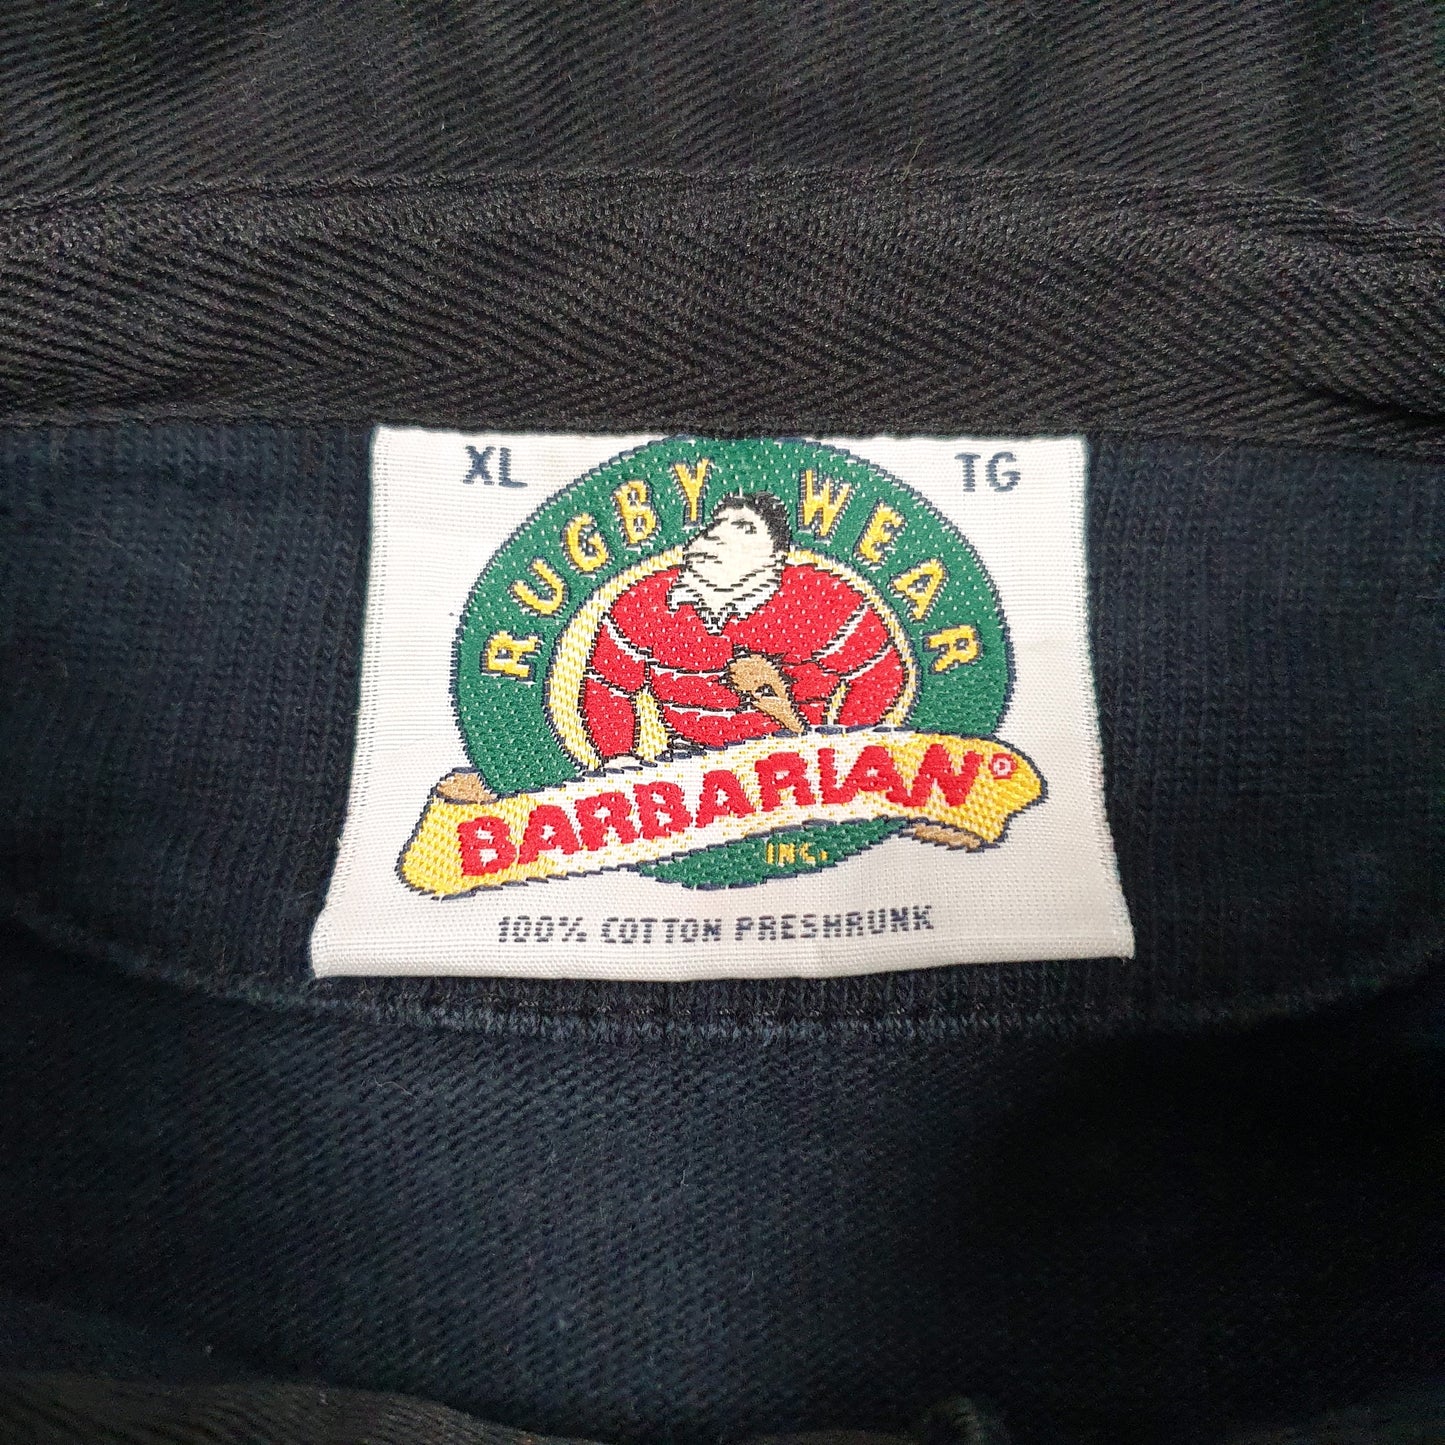 XL
TG
RUGBY WEAR
BARBARIAN®
INC.
100% COTTON PRESHRUNK